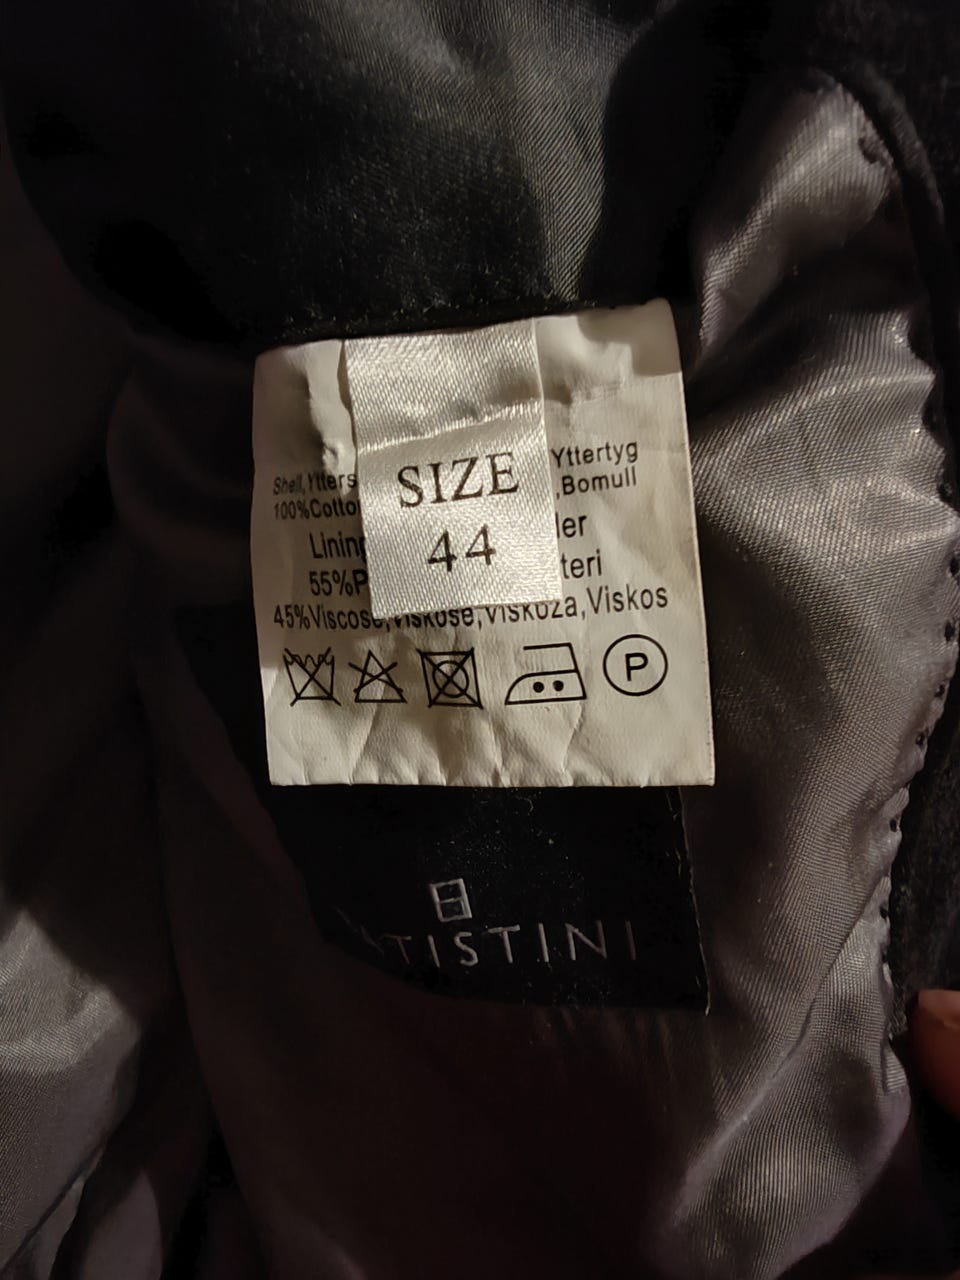 SIZE
44
Shell,Ytters Yttertyg
100%Cotto ,Bomull
Lining ler
55%P teri
45%Viscose,Viskose,Viskoza,Viskos
P
TISTINI